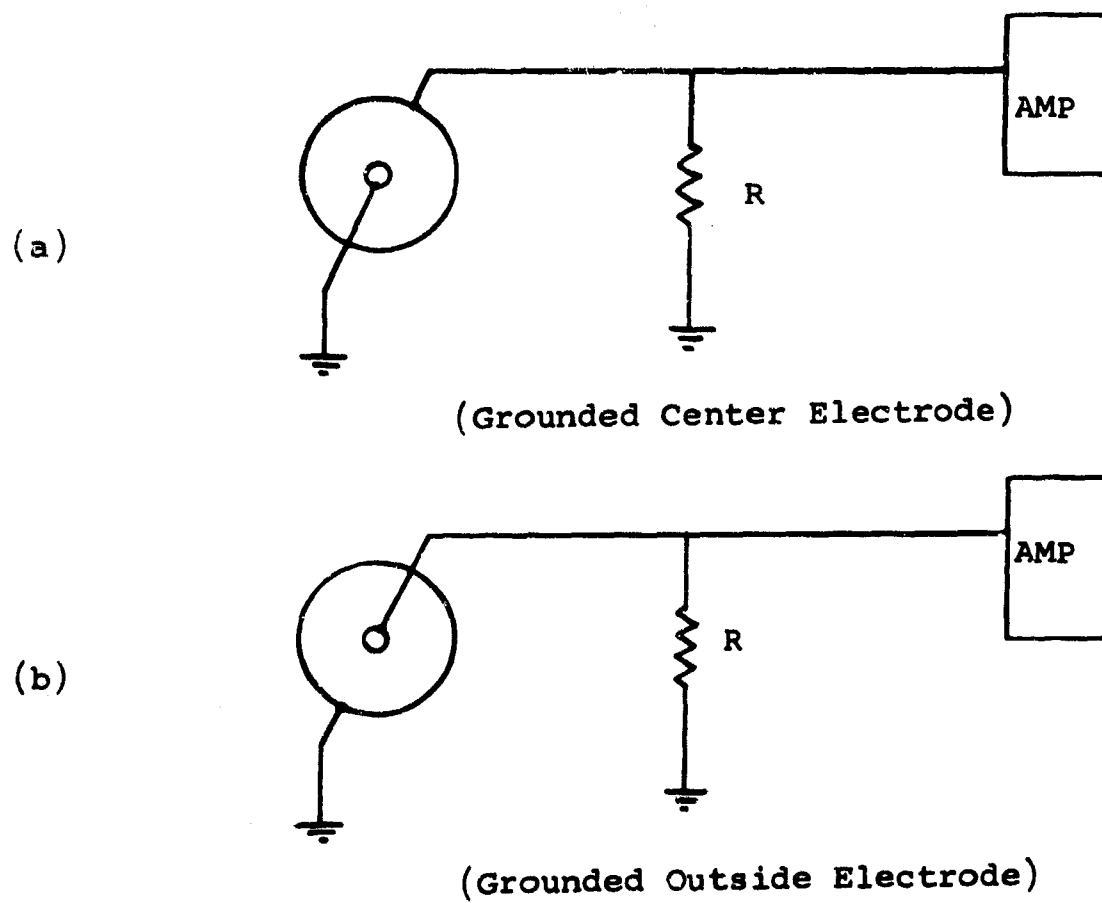 AMP
R
(a)
(Grounded Center Electrode)
AMP
R
(b)
(Grounded Outside Electrode)